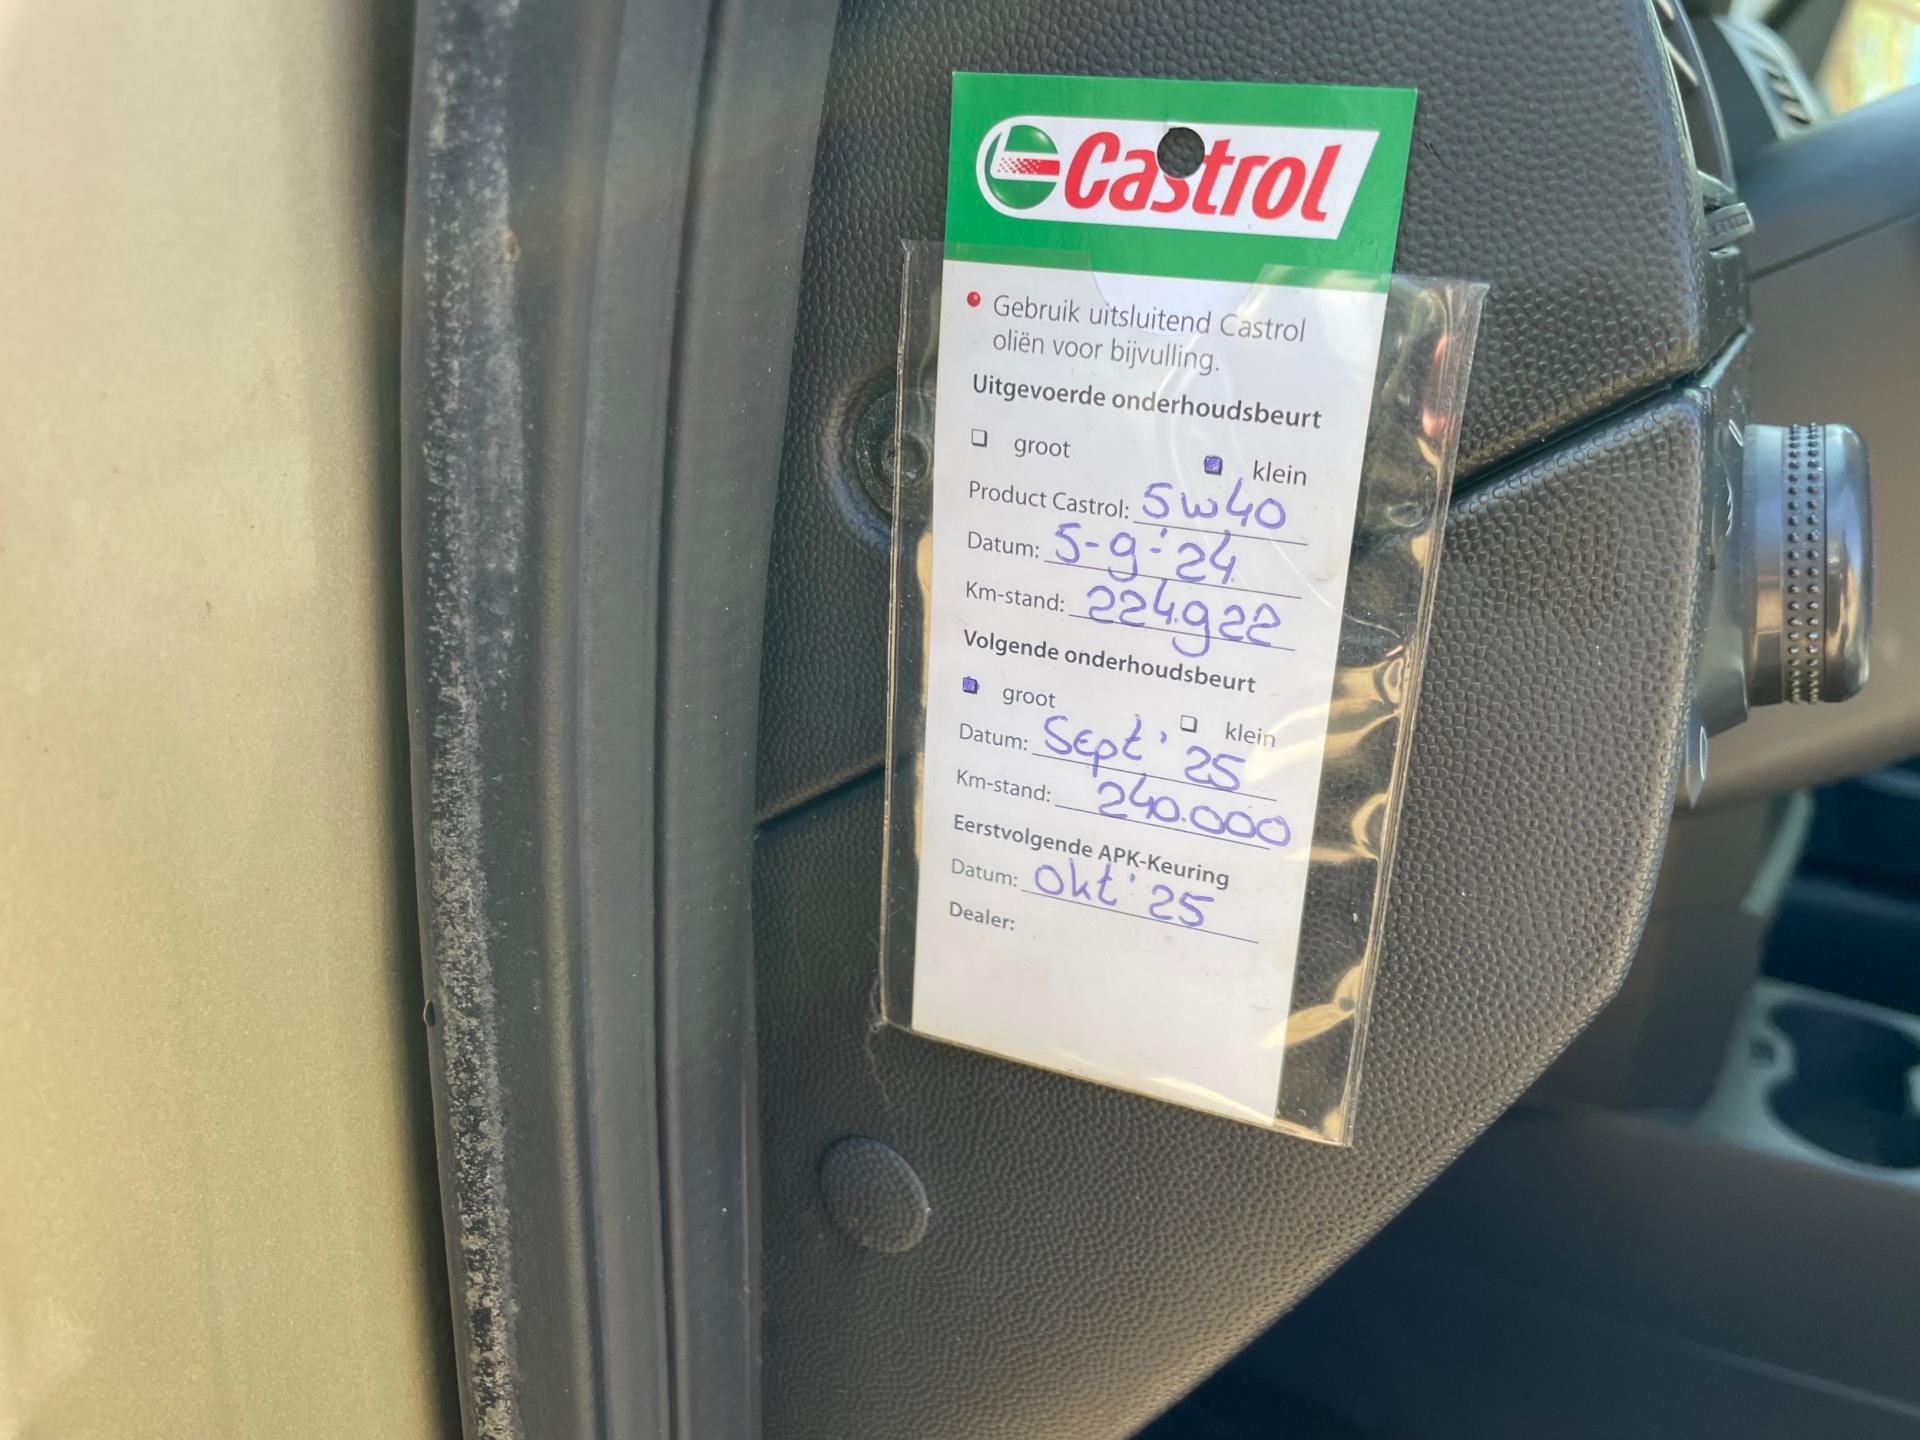 Castrol
Gebruik uitsluitend Castrol
oliën voor bijvulling.
Uitgevoerde onderhoudsbeurt
groot klein
Product Castrol: 5w40
Datum: 5-9-'24
Km-stand: 224.922
Volgende onderhoudsbeurt
groot klein
Datum: Sept '25
Km-stand: 240.000
Eerstvolgende APK-Keuring
Datum: Okt '25
Dealer: